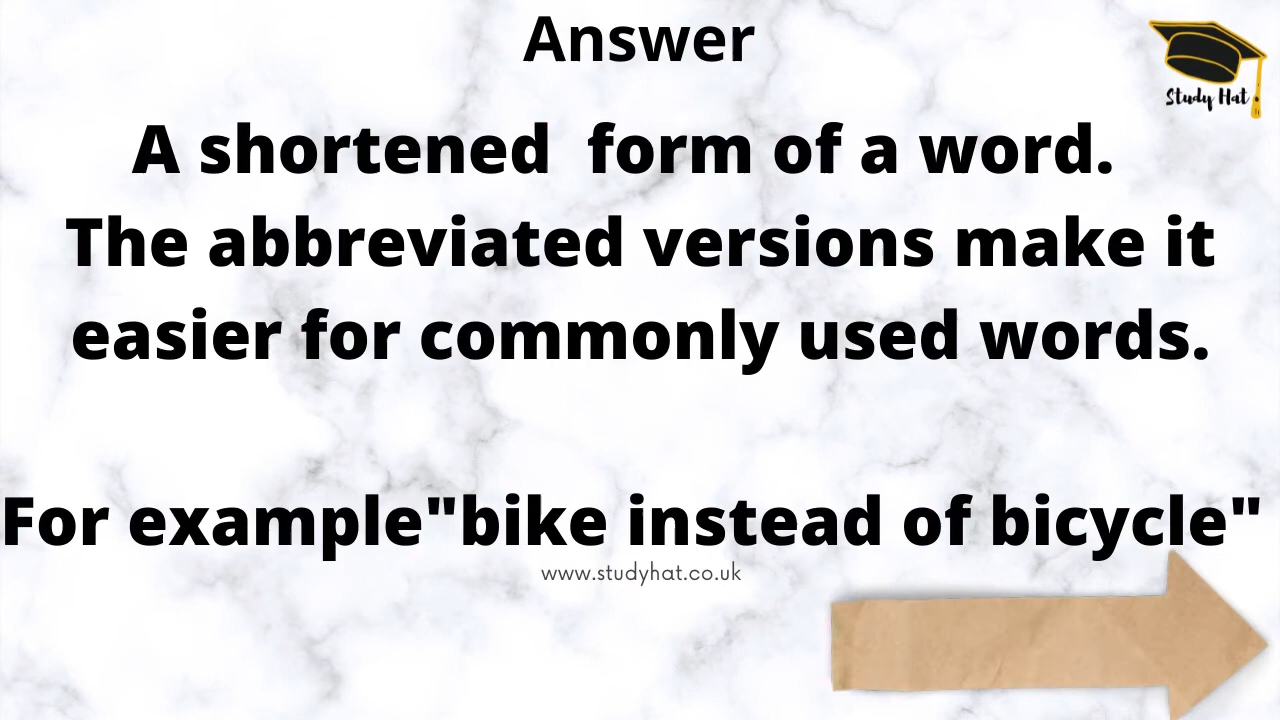 Answer
Study Hat
A shortened  form of a word.
The abbreviated versions make it
easier for commonly used words.
For example"bike instead of bicycle"
www.studyhat.co.uk